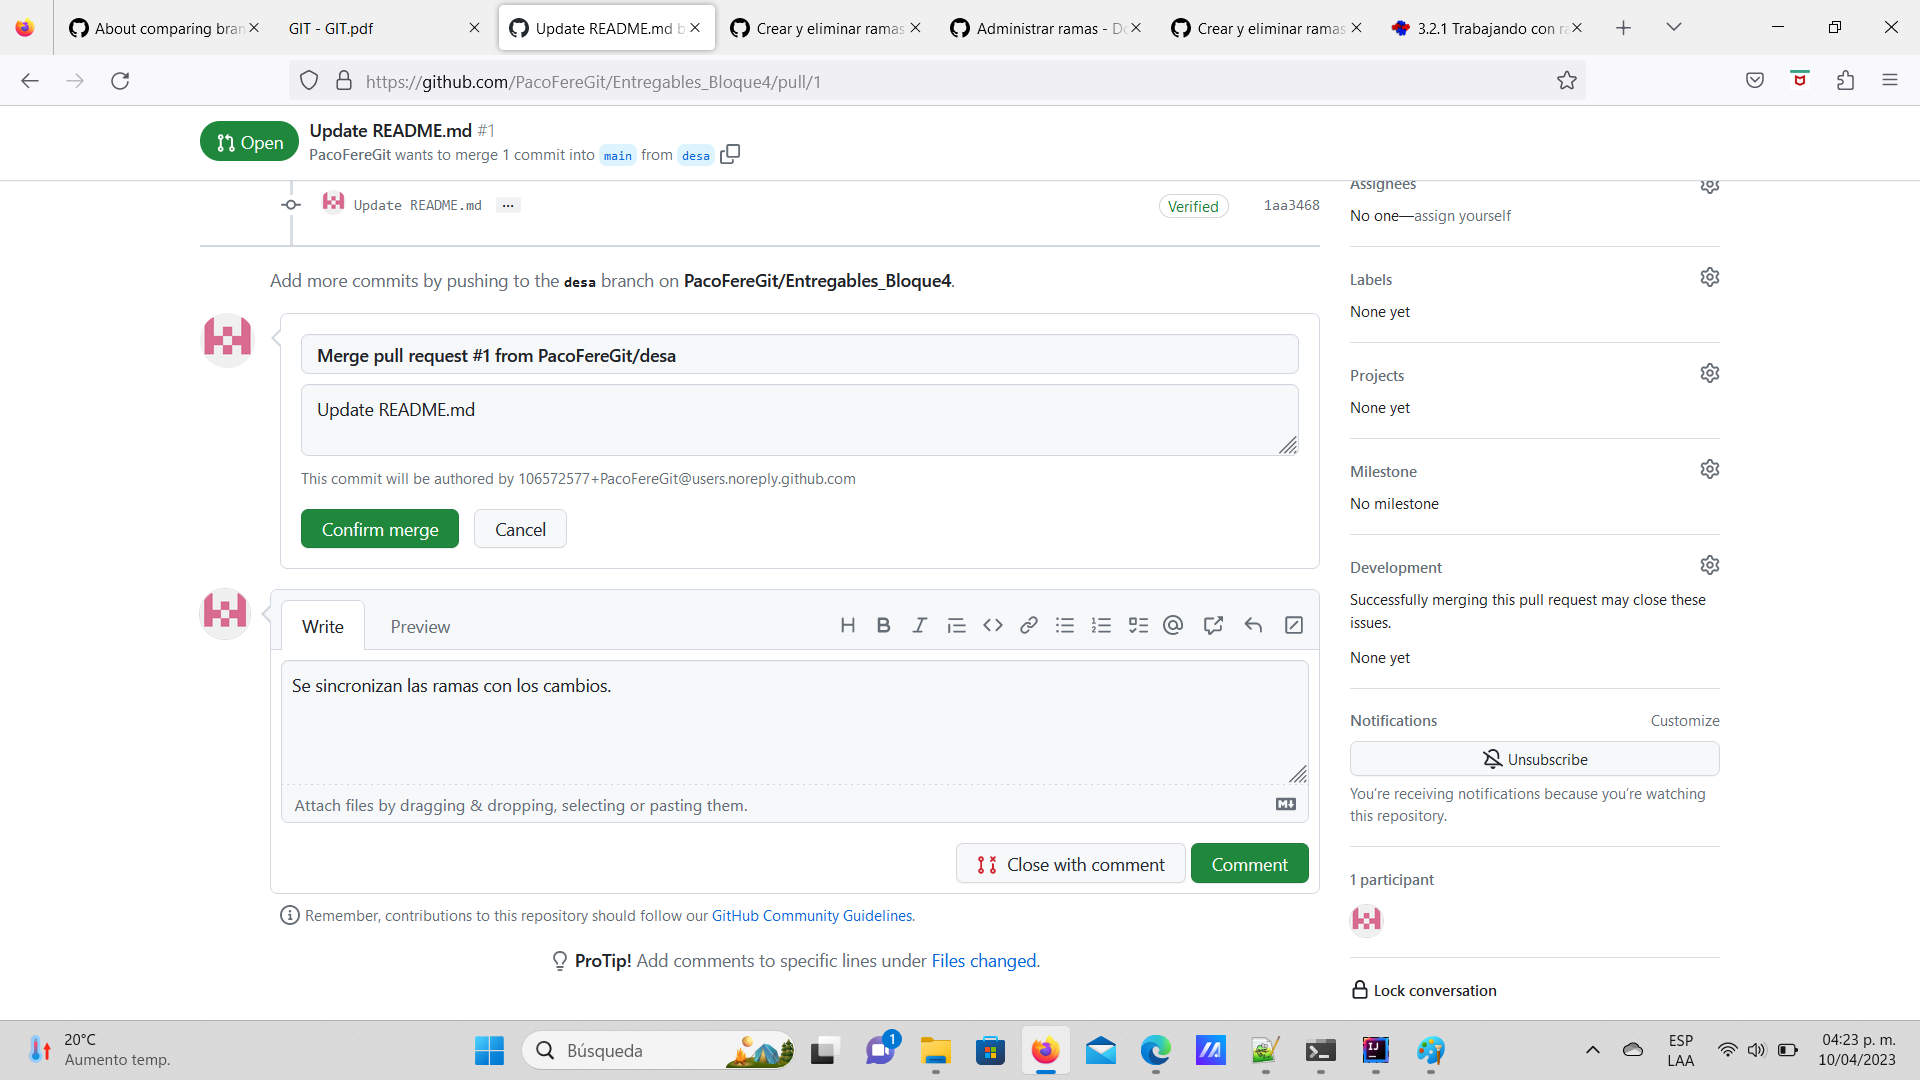 About comparing bran
GIT - GIT.pdf
Update README.md b
Crear y eliminar ramas
Administrar ramas - Do
Crear y eliminar ramas
3.2.1 Trabajando con ra
https://github.com/PacoFereGit/Entregables_Bloque4/pull/1
Open
Update README.md #1
PacoFereGit wants to merge 1 commit into main from desa
Update README.md ...
Verified
1aa3468
Add more commits by pushing to the desa branch on PacoFereGit/Entregables_Bloque4.
Merge pull request #1 from PacoFereGit/desa
Update README.md
This commit will be authored by 106572577+PacoFereGit@users.noreply.github.com
Confirm merge
Cancel
Write
Preview
Se sincronizan las ramas con los cambios.
Attach files by dragging & dropping, selecting or pasting them.
Close with comment
Comment
Remember, contributions to this repository should follow our GitHub Community Guidelines.
ProTip! Add comments to specific lines under Files changed.
Assignees
No one—assign yourself
Labels
None yet
Projects
None yet
Milestone
No milestone
Development
Successfully merging this pull request may close these
issues.
None yet
Notifications
Customize
Unsubscribe
You're receiving notifications because you're watching
this repository.
1 participant
Lock conversation
20°C
Aumento temp.
Búsqueda
1
ESP
LAA
04:23 p. m.
10/04/2023